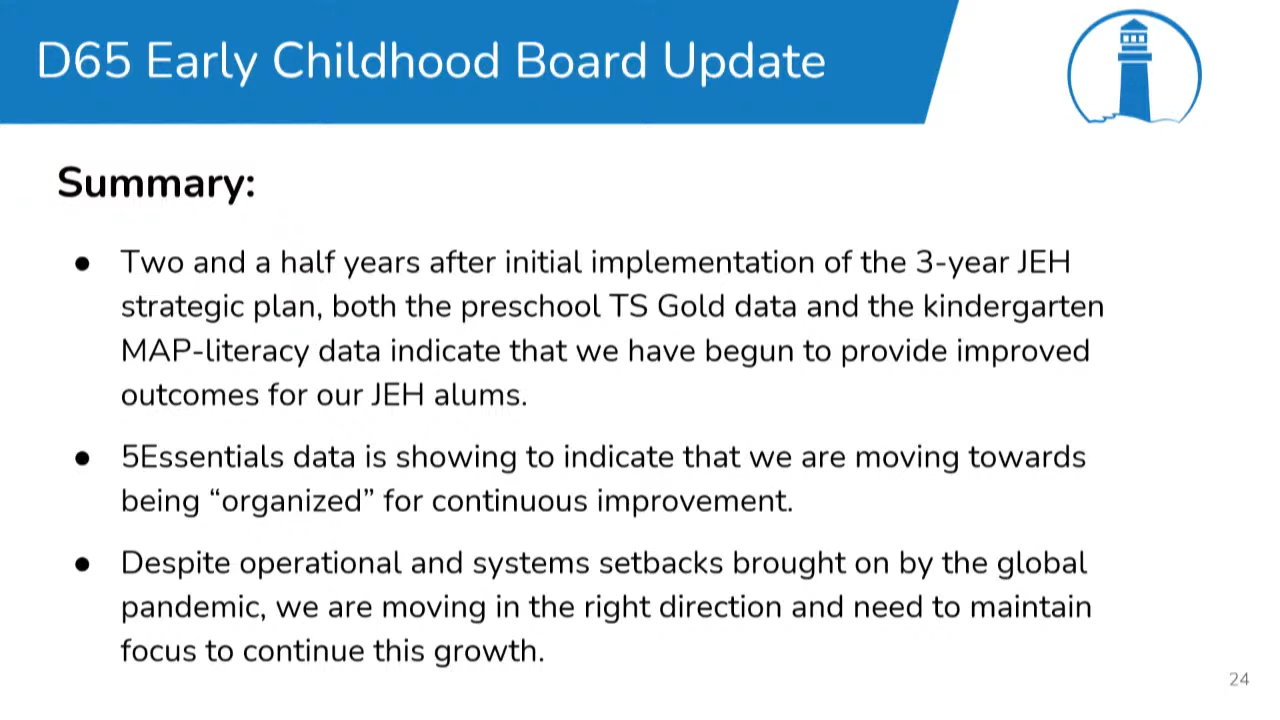 D65 Early Childhood Board Update
Summary:
● Two and a half years after initial implementation of the 3-year JEH
strategic plan, both the preschool TS Gold data and the kindergarten
MAP-literacy data indicate that we have begun to provide improved
outcomes for our JEH alums.
● 5Essentials data is showing to indicate that we are moving towards
being “organized” for continuous improvement.
● Despite operational and systems setbacks brought on by the global
pandemic, we are moving in the right direction and need to maintain
focus to continue this growth.
24